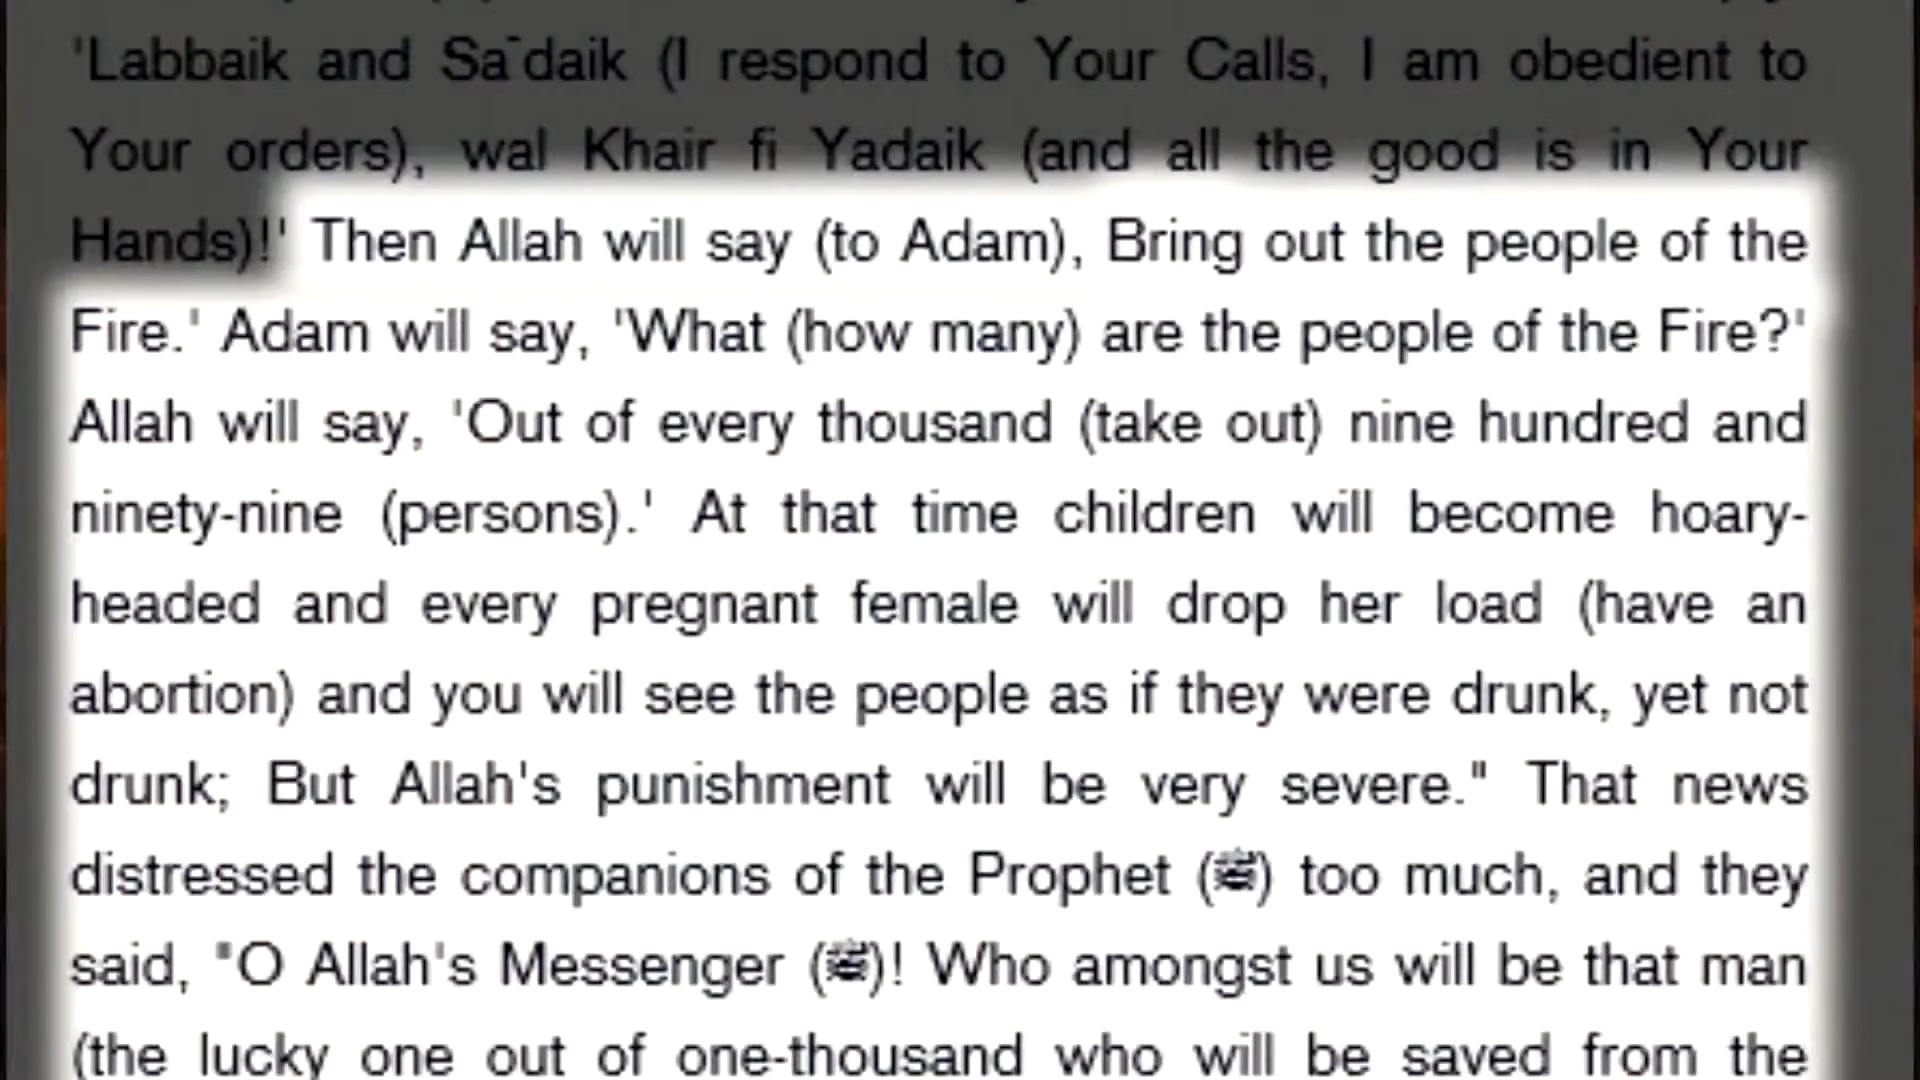 'Labbaik and Sa¯daik (I respond to Your Calls, I am obedient to
Your orders), wal Khair fi Yadaik (and all the good is in Your
Hands)!' Then Allah will say (to Adam), Bring out the people of the
Fire.' Adam will say, 'What (how many) are the people of the Fire?'
Allah will say, 'Out of every thousand (take out) nine hundred and
ninety-nine (persons).' At that time children will become hoary-
headed and every pregnant female will drop her load (have an
abortion) and you will see the people as if they were drunk, yet not
drunk; But Allah's punishment will be very severe." That news
distressed the companions of the Prophet (ﷺ) too much, and they
said, "O Allah's Messenger (ﷺ)! Who amongst us will be that man
(the lucky one out of one-thousand who will be saved from the